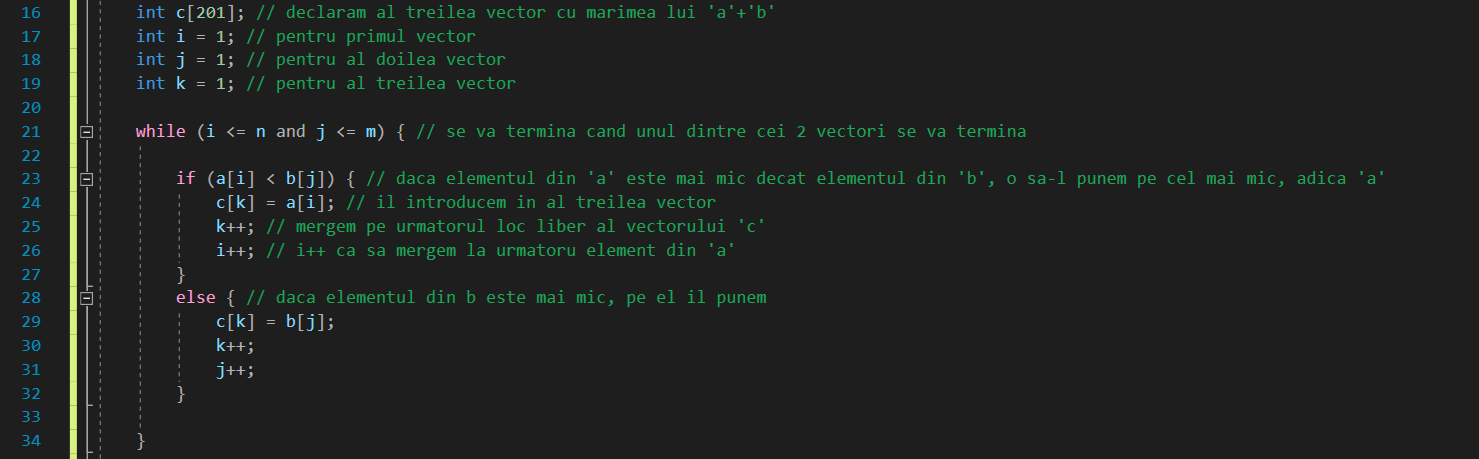 16 int c[201]; // declaram al treilea vector cu marimea lui 'a'+'b'
17 int i = 1; // pentru primul vector
18 int j = 1; // pentru al doilea vector
19 int k = 1; // pentru al treilea vector
20
21 while (i <= n and j <= m) { // se va termina cand unul dintre cei 2 vectori se va termina
22
23 if (a[i] < b[j]) { // daca elementul din 'a' este mai mic decat elementul din 'b', o sa-l punem pe cel mai mic, adica 'a'
24 c[k] = a[i]; // il introducem in al treilea vector
25 k++; // mergem pe urmatorul loc liber al vectorului 'c'
26 i++; // i++ ca sa mergem la urmatoru element din 'a'
27 }
28 else { // daca elementul din b este mai mic, pe el il punem
29 c[k] = b[j];
30 k++;
31 j++;
32 }
33
34 }